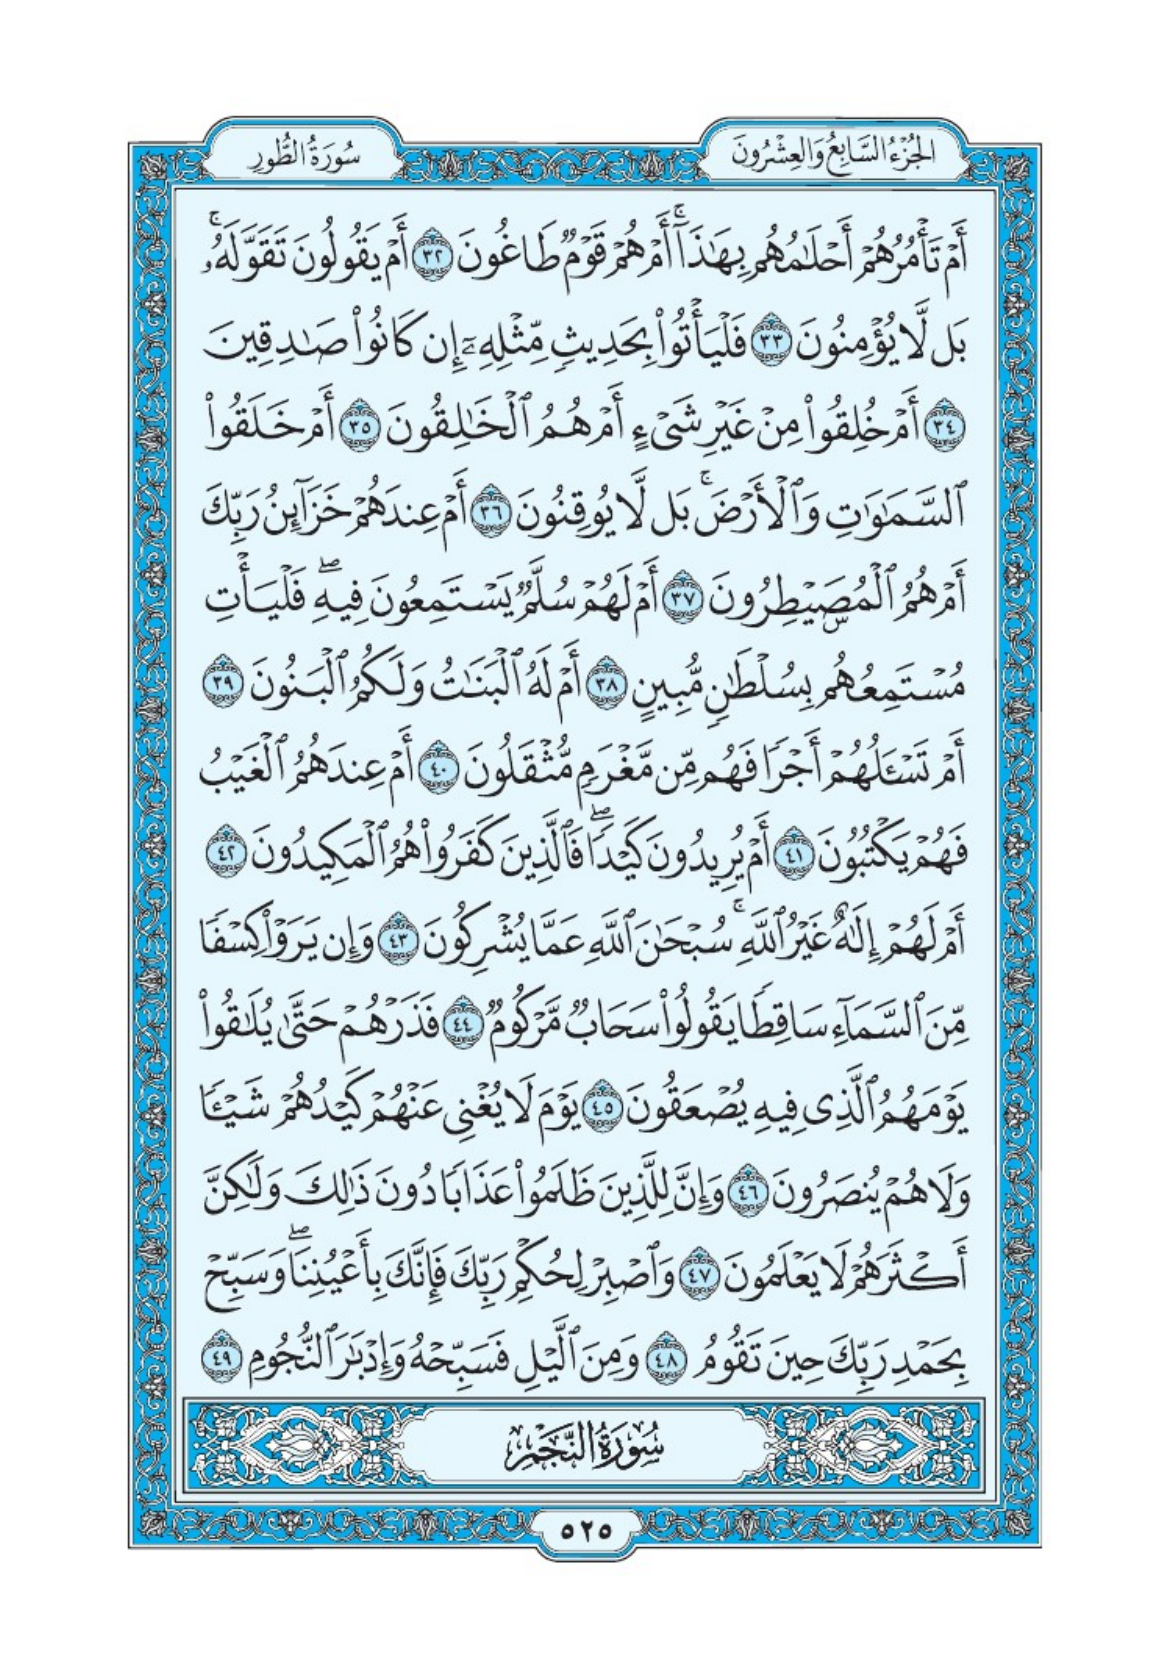 الجُزْءُ السَّابِعُ وَالعِشْرُونَ
سُورَةُ الطُّورِ
أَمْ تَأْمُرُهُمْ أَحْلَٰمُهُم بِهَٰذَآ ۚ أَمْ هُمْ قَوْمٌ طَاغُونَ ٣٢ أَمْ يَقُولُونَ تَقَوَّلَهُۥ ۚ
بَل لَّا يُؤْمِنُونَ ٣٣ فَلْيَأْتُوا۟ بِحَدِيثٍ مِّثْلِهِۦٓ إِن كَانُوا۟ صَٰدِقِينَ
٣٤ أَمْ خُلِقُوا۟ مِنْ غَيْرِ شَىْءٍ أَمْ هُمُ ٱلْخَٰلِقُونَ ٣٥ أَمْ خَلَقُوا۟
ٱلسَّمَٰوَٰتِ وَٱلْأَرْضَ ۚ بَل لَّا يُوقِنُونَ ٣٦ أَمْ عِندَهُمْ خَزَآئِنُ رَبِّكَ
أَمْ هُمُ ٱلْمُصَۣيْطِرُونَ ٣٧ أَمْ لَهُمْ سُلَّمٌ يَسْتَمِعُونَ فِيهِ ۖ فَلْيَأْتِ
مُسْتَمِعُهُم بِسُلْطَٰنٍ مُّبِينٍ ٣٨ أَمْ لَهُ ٱلْبَنَٰتُ وَلَكُمُ ٱلْبَنُونَ ٣٩
أَمْ تَسْـَٔلُهُمْ أَجْرًا فَهُم مِّن مَّغْرَمٍ مُّثْقَلُونَ ٤٠ أَمْ عِندَهُمُ ٱلْغَيْبُ
فَهُمْ يَكْتُبُونَ ٤١ أَمْ يُرِيدُونَ كَيْدًا ۖ فَٱلَّذِينَ كَفَرُوا۟ هُمُ ٱلْمَكِيدُونَ ٤٢
أَمْ لَهُمْ إِلَٰهٌ غَيْرُ ٱللَّهِ ۚ سُبْحَٰنَ ٱللَّهِ عَمَّا يُشْرِكُونَ ٤٣ وَإِن يَرَوْا۟ كِسْفًا
مِّنَ ٱلسَّمَآءِ سَاقِطًا يَقُولُوا۟ سَحَابٌ مَّرْكُومٌ ٤٤ فَذَرْهُمْ حَتَّىٰ يُلَٰقُوا۟
يَوْمَهُمُ ٱلَّذِى فِيهِ يُصْعَقُونَ ٤٥ يَوْمَ لَا يُغْنِى عَنْهُمْ كَيْدُهُمْ شَيْـًٔا
وَلَا هُمْ يُنصَرُونَ ٤٦ وَإِنَّ لِلَّذِينَ ظَلَمُوا۟ عَذَابًا دُونَ ذَٰلِكَ وَلَٰكِنَّ
أَكْثَرَهُمْ لَا يَعْلَمُونَ ٤٧ وَٱصْبِرْ لِحُكْمِ رَبِّكَ فَإِنَّكَ بِأَعْيُنِنَا ۖ وَسَبِّحْ
بِحَمْدِ رَبِّكَ حِينَ تَقُومُ ٤٨ وَمِنَ ٱلَّيْلِ فَسَبِّحْهُ وَإِدْبَٰرَ ٱلنُّجُومِ ٤٩
سُورَةُ النَّجْمِ
٥٢٥